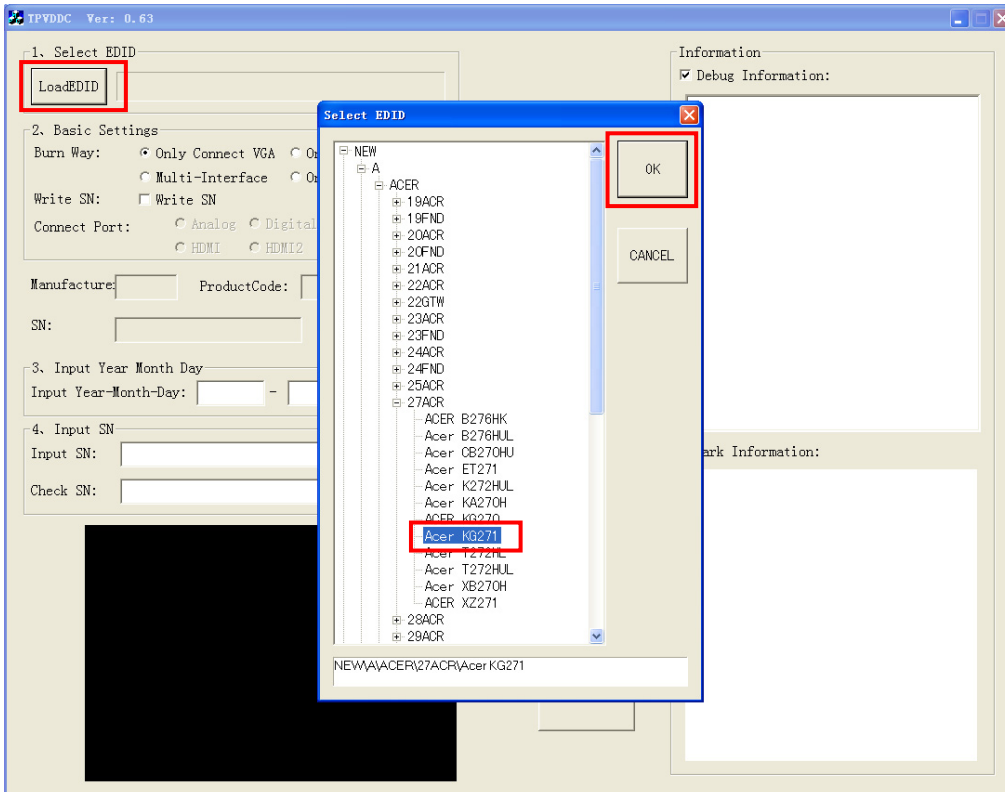 TPVDDC Ver: 0.63
1、Select EDID
LoadEDID
2、Basic Settings
Burn Way:
Only Connect VGA
Multi-Interface
Write SN:
Write SN
Connect Port:
Analog
Digital
HDMI
HDMI2
Manufacture:
ProductCode:
SN:
3、Input Year Month Day
Input Year-Month-Day:
-
4、Input SN
Input SN:
Check SN:
Select EDID
NEW
A
ACER
19ACR
19FND
20ACR
20FND
21ACR
22ACR
22GTW
23ACR
23FND
24ACR
24FND
25ACR
27ACR
ACER B276HK
Acer B276HUL
Acer CB270HU
Acer ET271
Acer K272HUL
Acer KA270H
ACER KG270
Acer KG271
Acer T272HL
Acer T272HUL
Acer XB270H
ACER XZ271
28ACR
29ACR
NEW\A\ACER\27ACR\Acer KG271
OK
CANCEL
Information
Debug Information:
ark Information: